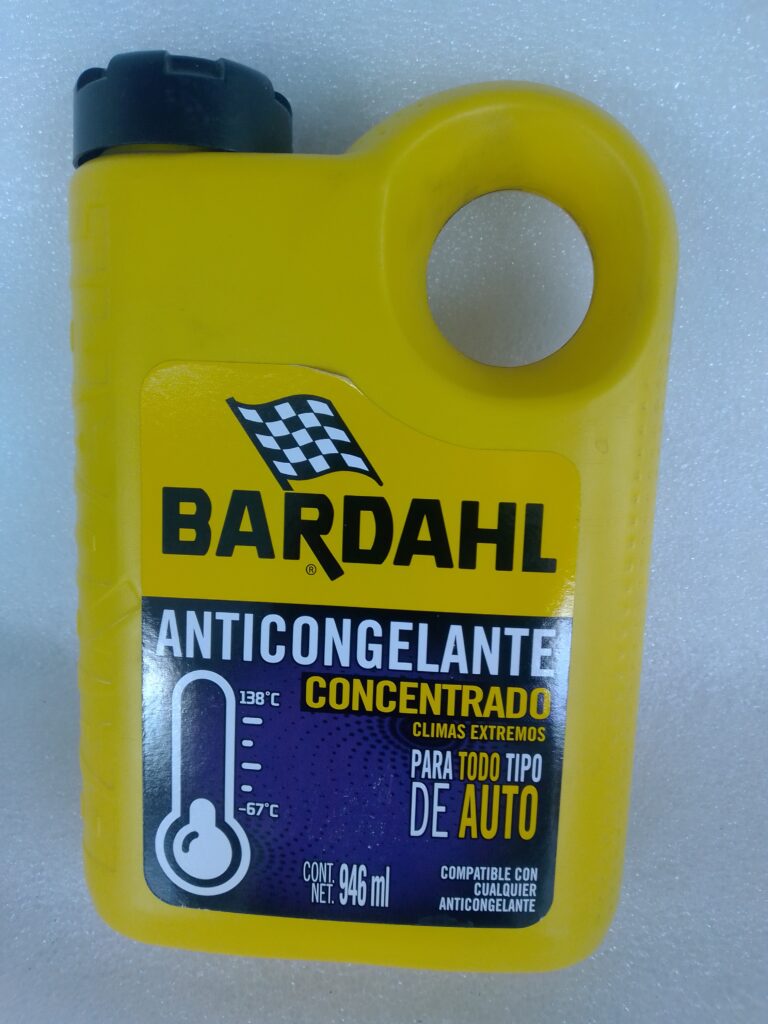 BARDAHL
®
ANTICONGELANTE
CONCENTRADO
CLIMAS EXTREMOS
138°C
-67°C
PARA TODO TIPO
DE AUTO
CONT.
NET. 946 ml
COMPATIBLE CON
CUALQUIER
ANTICONGELANTE